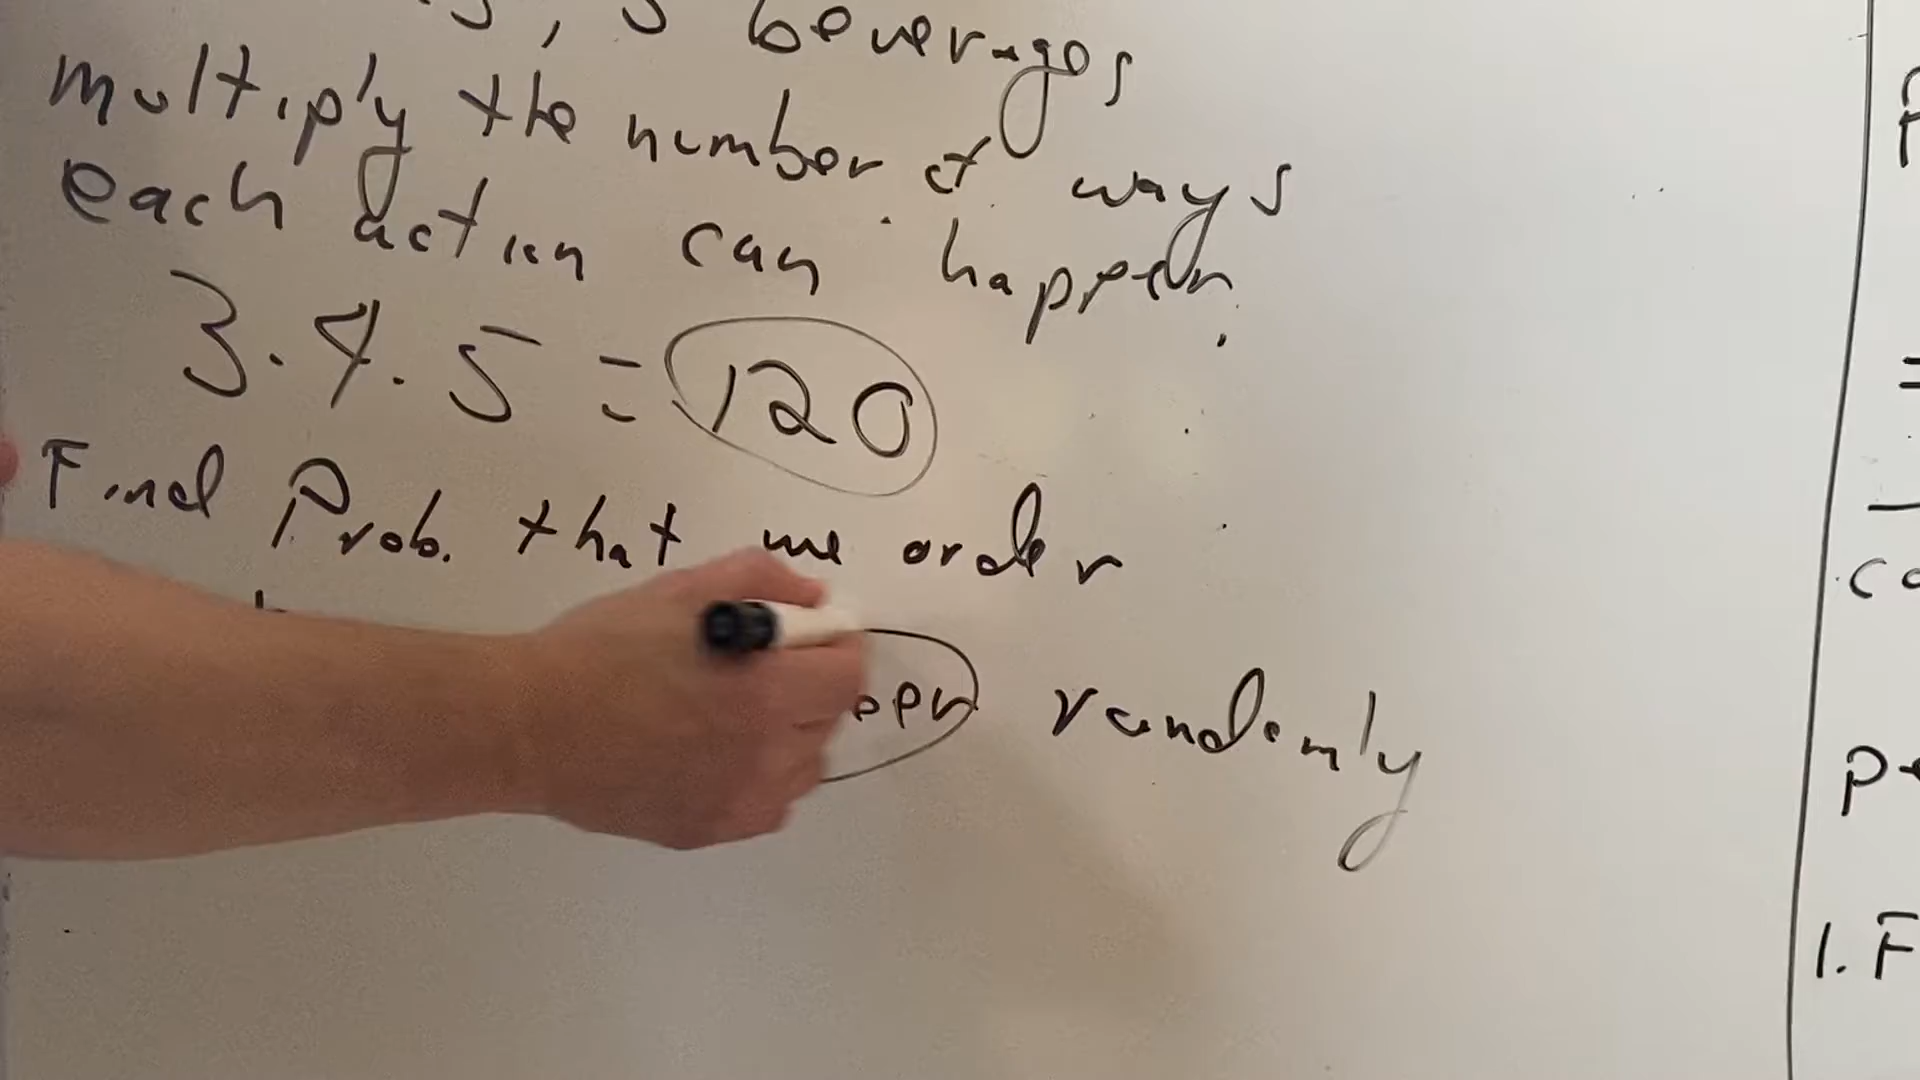 beverages
multiply the number of ways
each action can happen.
3.4.5 = 120
Find Prob. that we order
randomly
=
1. F